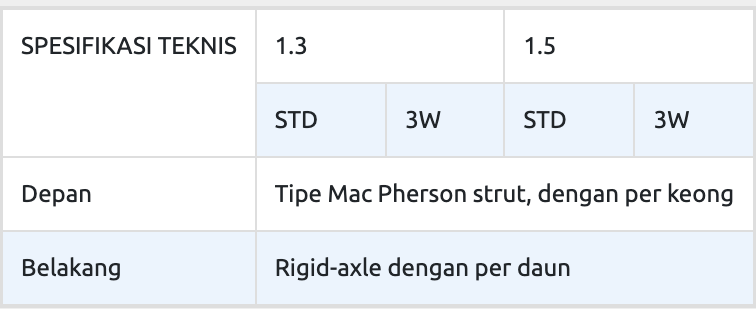 SPESIFIKASI TEKNIS 1.3 1.5
STD 3W STD 3W
Depan Tipe Mac Pherson strut, dengan per keong
Belakang Rigid-axle dengan per daun